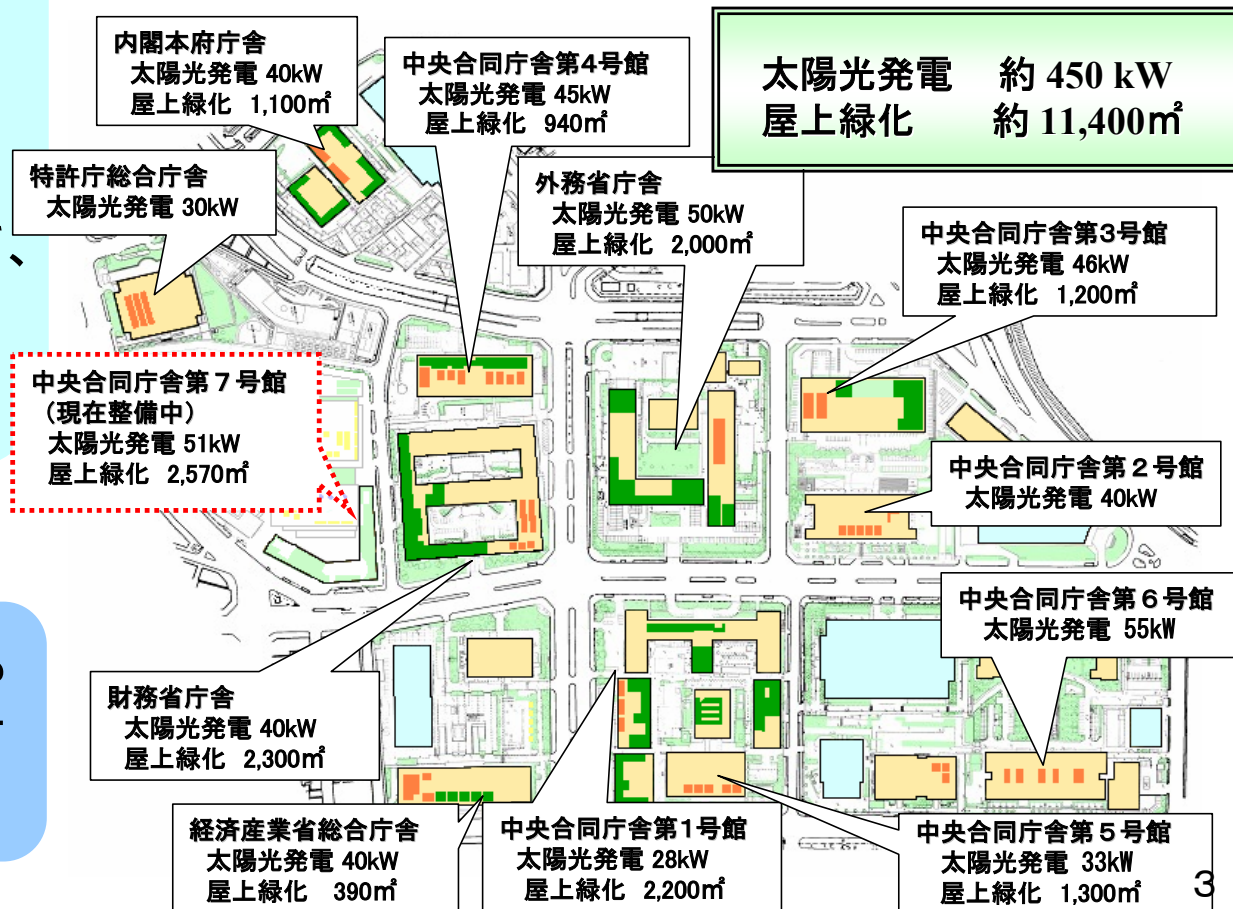 内閣本府庁舎
太陽光発電 40kW
屋上緑化 1,100㎡
中央合同庁舎第4号館
太陽光発電 45kW
屋上緑化 940㎡
太陽光発電 約 450 kW
屋上緑化 約 11,400㎡
特許庁総合庁舎
太陽光発電 30kW
外務省庁舎
太陽光発電 50kW
屋上緑化 2,000㎡
中央合同庁舎第3号館
太陽光発電 46kW
屋上緑化 1,200㎡
、
中央合同庁舎第７号館
（現在整備中）
太陽光発電 51kW
屋上緑化 2,570㎡
中央合同庁舎第２号館
太陽光発電 40kW
中央合同庁舎第６号館
太陽光発電 55kW
財務省庁舎
太陽光発電 40kW
屋上緑化 2,300㎡
経済産業省総合庁舎
太陽光発電 40kW
屋上緑化 390㎡
中央合同庁舎第1号館
太陽光発電 28kW
屋上緑化 2,200㎡
中央合同庁舎第５号館
太陽光発電 33kW
屋上緑化 1,300㎡
3